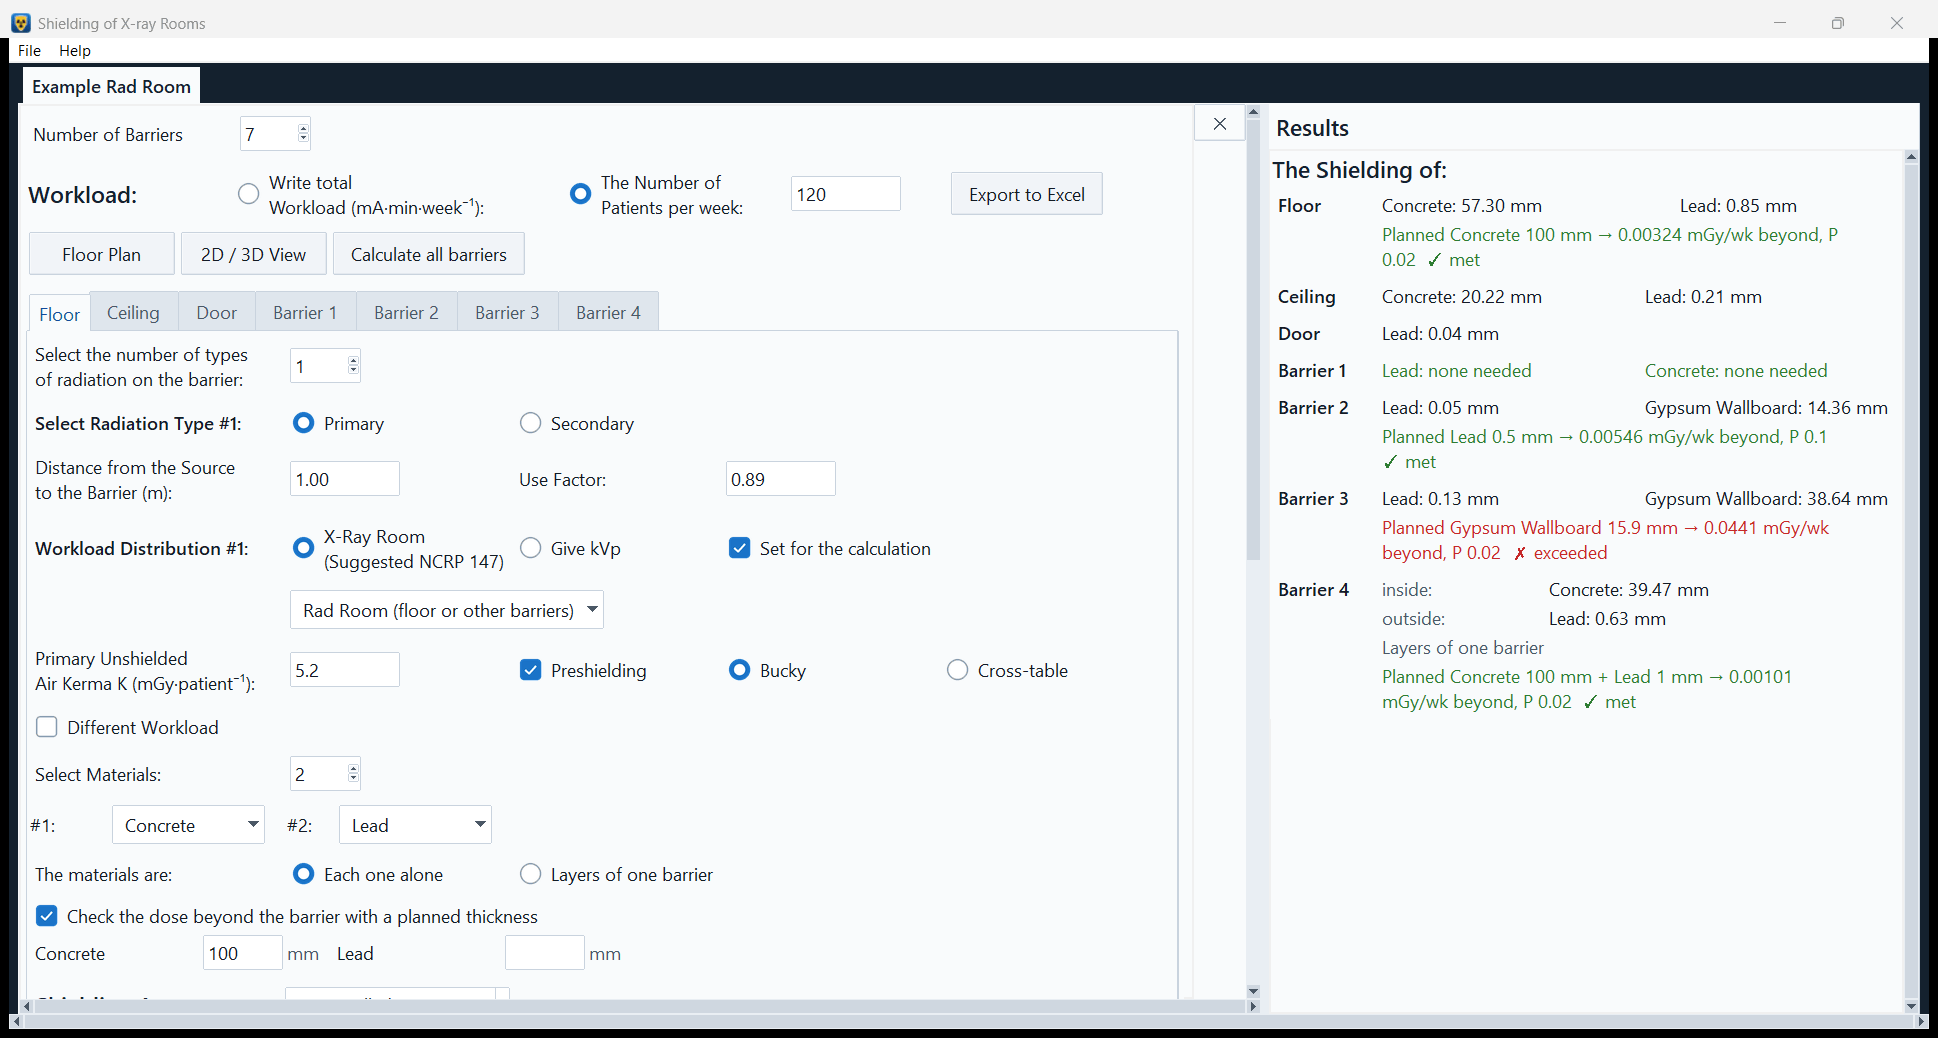 Shielding of X-ray Rooms
File Help
Example Rad Room
Number of Barriers 7
Workload: Write total Workload (mA·min·week⁻¹): The Number of Patients per week: 120 Export to Excel
Floor Plan 2D / 3D View Calculate all barriers
Floor Ceiling Door Barrier 1 Barrier 2 Barrier 3 Barrier 4
Select the number of types of radiation on the barrier: 1
Select Radiation Type #1: Primary Secondary
Distance from the Source to the Barrier (m): 1.00 Use Factor: 0.89
Workload Distribution #1: X-Ray Room (Suggested NCRP 147) Give kVp Set for the calculation
Rad Room (floor or other barriers)
Primary Unshielded Air Kerma K (mGy·patient⁻¹): 5.2 Preshielding Bucky Cross-table
Different Workload
Select Materials: 2
#1: Concrete #2: Lead
The materials are: Each one alone Layers of one barrier
Check the dose beyond the barrier with a planned thickness
Concrete 100 mm Lead mm
Results
The Shielding of:
Floor Concrete: 57.30 mm Lead: 0.85 mm
Planned Concrete 100 mm → 0.00324 mGy/wk beyond, P
0.02 ✓ met
Ceiling Concrete: 20.22 mm Lead: 0.21 mm
Door Lead: 0.04 mm
Barrier 1 Lead: none needed Concrete: none needed
Barrier 2 Lead: 0.05 mm Gypsum Wallboard: 14.36 mm
Planned Lead 0.5 mm → 0.00546 mGy/wk beyond, P 0.1
✓ met
Barrier 3 Lead: 0.13 mm Gypsum Wallboard: 38.64 mm
Planned Gypsum Wallboard 15.9 mm → 0.0441 mGy/wk
beyond, P 0.02 ✗ exceeded
Barrier 4 inside: Concrete: 39.47 mm
outside: Lead: 0.63 mm
Layers of one barrier
Planned Concrete 100 mm + Lead 1 mm → 0.00101
mGy/wk beyond, P 0.02 ✓ met